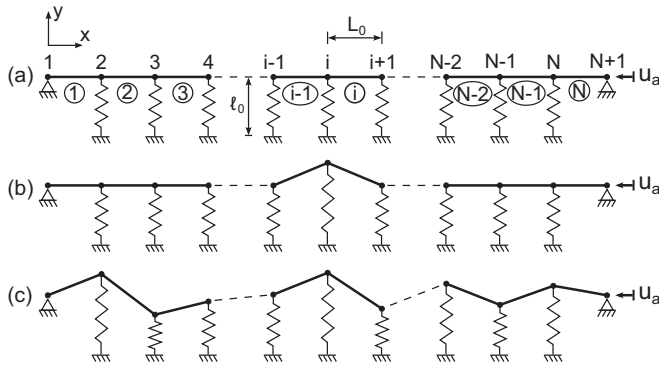 y
x
L₀
1 2 3 4 i-1 i i+1 N-2 N-1 N N+1
(a) uₐ
1 2 3 i-1 i N-2 N-1 N
ℓ₀
(b) uₐ
(c) uₐ